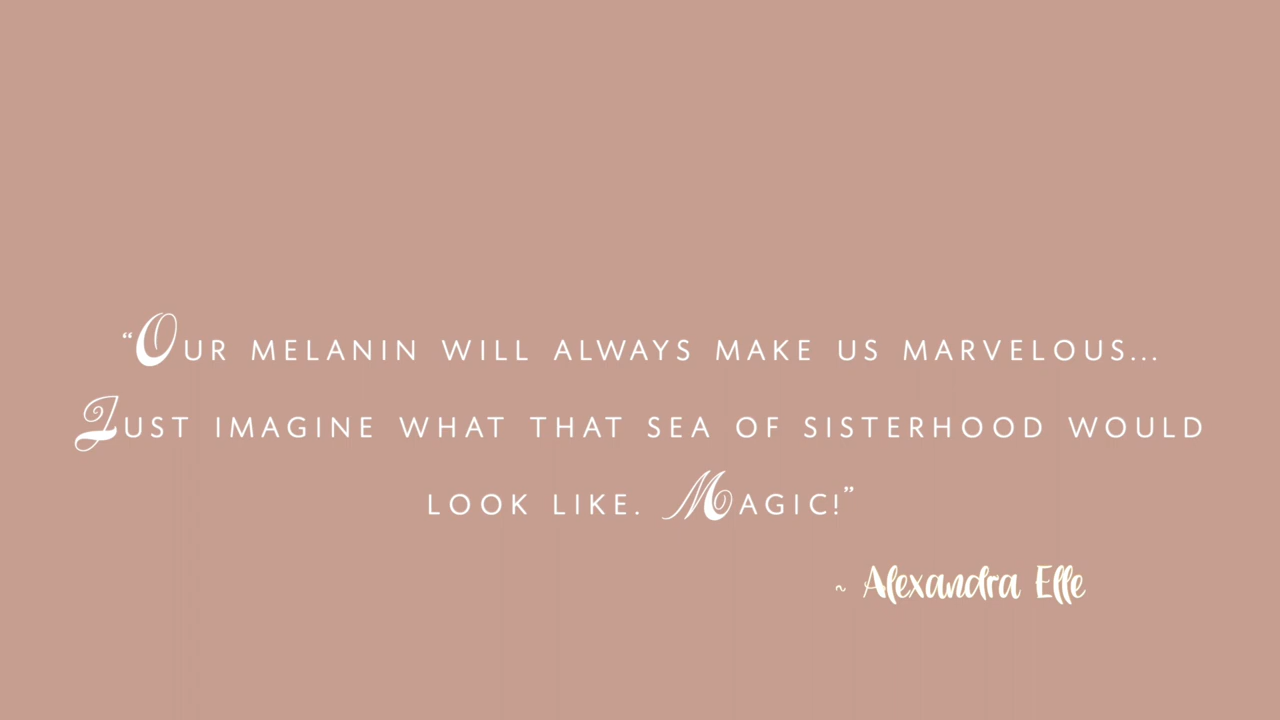 “Our melanin will always make us marvelous...
Just imagine what that sea of sisterhood would
look like. Magic!”
~ Alexandra Elle